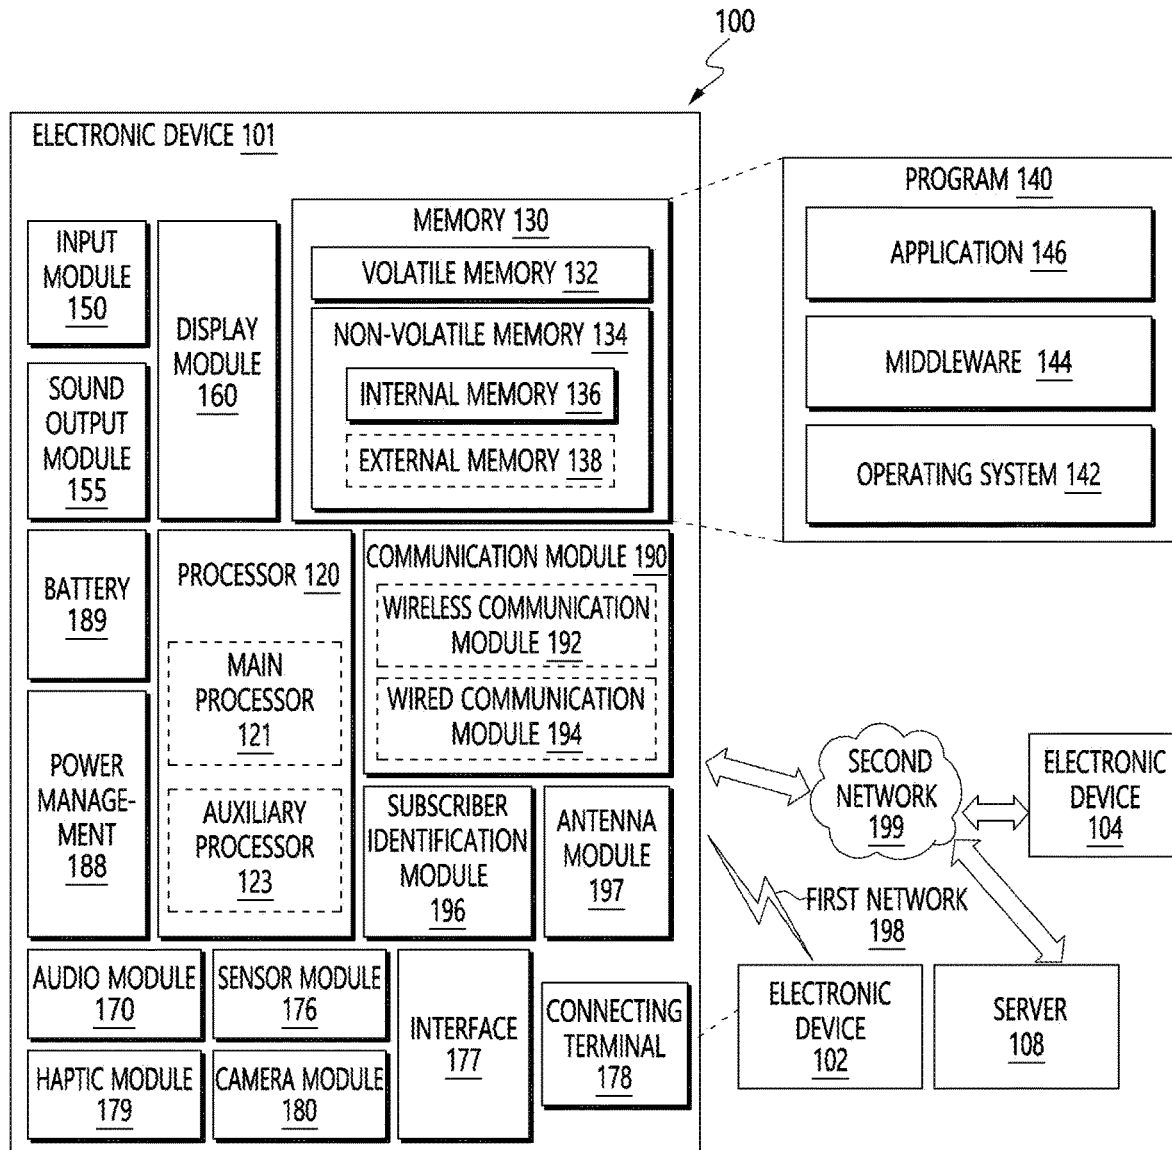 100
ELECTRONIC DEVICE 101
INPUT
MODULE
150
SOUND
OUTPUT
MODULE
155
DISPLAY
MODULE
160
MEMORY 130
VOLATILE MEMORY 132
NON-VOLATILE MEMORY 134
INTERNAL MEMORY 136
EXTERNAL MEMORY 138
PROGRAM 140
APPLICATION 146
MIDDLEWARE 144
OPERATING SYSTEM 142
BATTERY
189
POWER
MANAGE-
MENT
188
PROCESSOR 120
MAIN
PROCESSOR
121
AUXILIARY
PROCESSOR
123
COMMUNICATION MODULE 190
WIRELESS COMMUNICATION
MODULE 192
WIRED COMMUNICATION
MODULE 194
SUBSCRIBER
IDENTIFICATION
MODULE
196
ANTENNA
MODULE
197
SECOND
NETWORK
199
ELECTRONIC
DEVICE
104
FIRST NETWORK
198
AUDIO MODULE
170
SENSOR MODULE
176
HAPTIC MODULE
179
CAMERA MODULE
180
INTERFACE
177
CONNECTING
TERMINAL
178
ELECTRONIC
DEVICE
102
SERVER
108